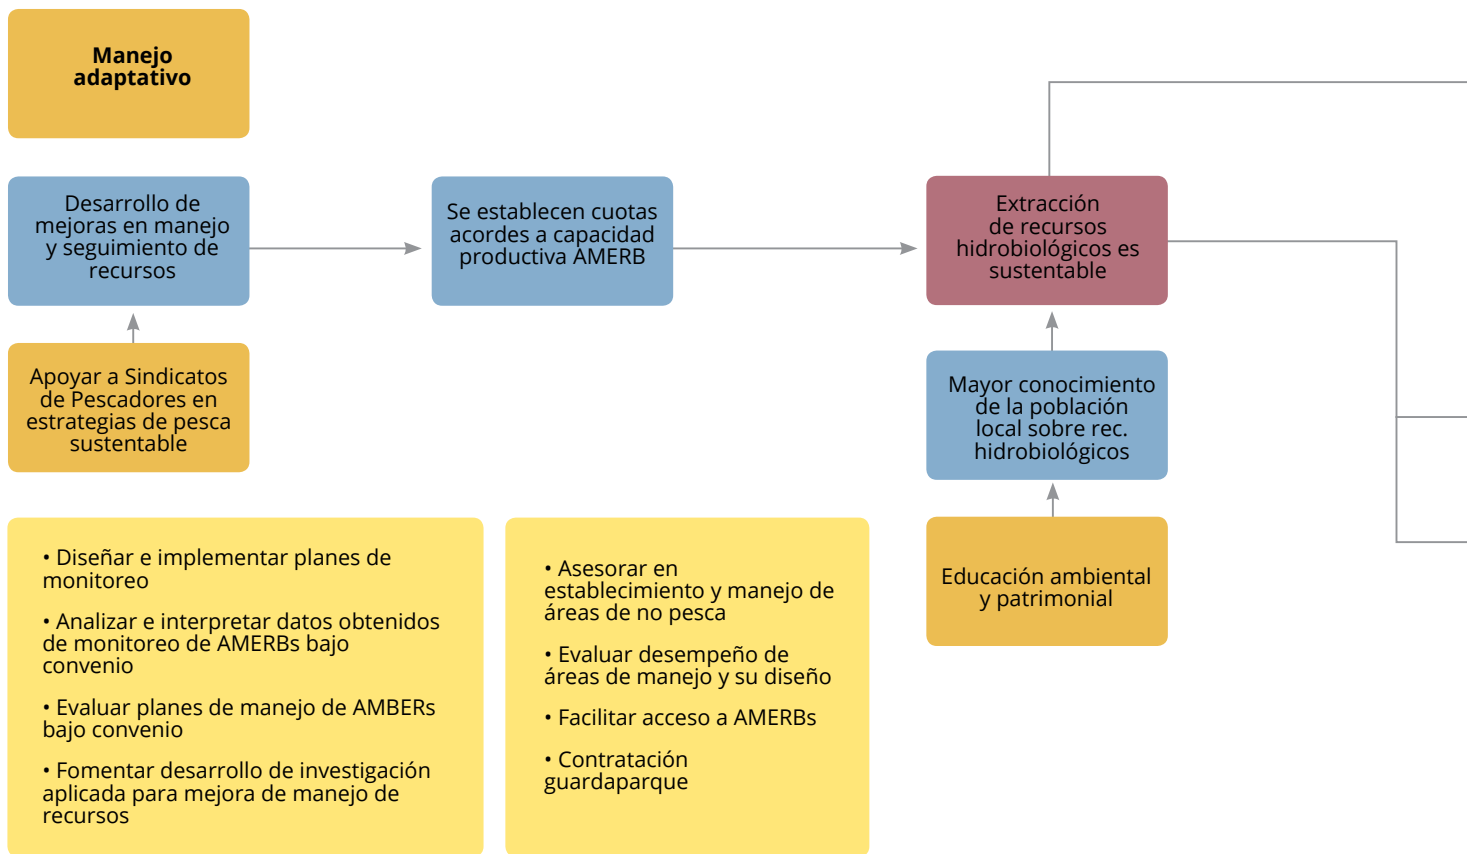 Manejo
adaptativo
Desarrollo de
mejoras en manejo
y seguimiento de
recursos
Se establecen cuotas
acordes a capacidad
productiva AMERB
Extracción
de recursos
hidrobiológicos es
sustentable
Apoyar a Sindicatos
de Pescadores en
estrategias de pesca
sustentable
Mayor conocimiento
de la población
local sobre rec.
hidrobiológicos
• Diseñar e implementar planes de
monitoreo
• Analizar e interpretar datos obtenidos
de monitoreo de AMERBs bajo
convenio
• Evaluar planes de manejo de AMBERs
bajo convenio
• Fomentar desarrollo de investigación
aplicada para mejora de manejo de
recursos
• Asesorar en
establecimiento y manejo de
áreas de no pesca
• Evaluar desempeño de
áreas de manejo y su diseño
• Facilitar acceso a AMERBs
• Contratación
guardaparque
Educación ambiental
y patrimonial